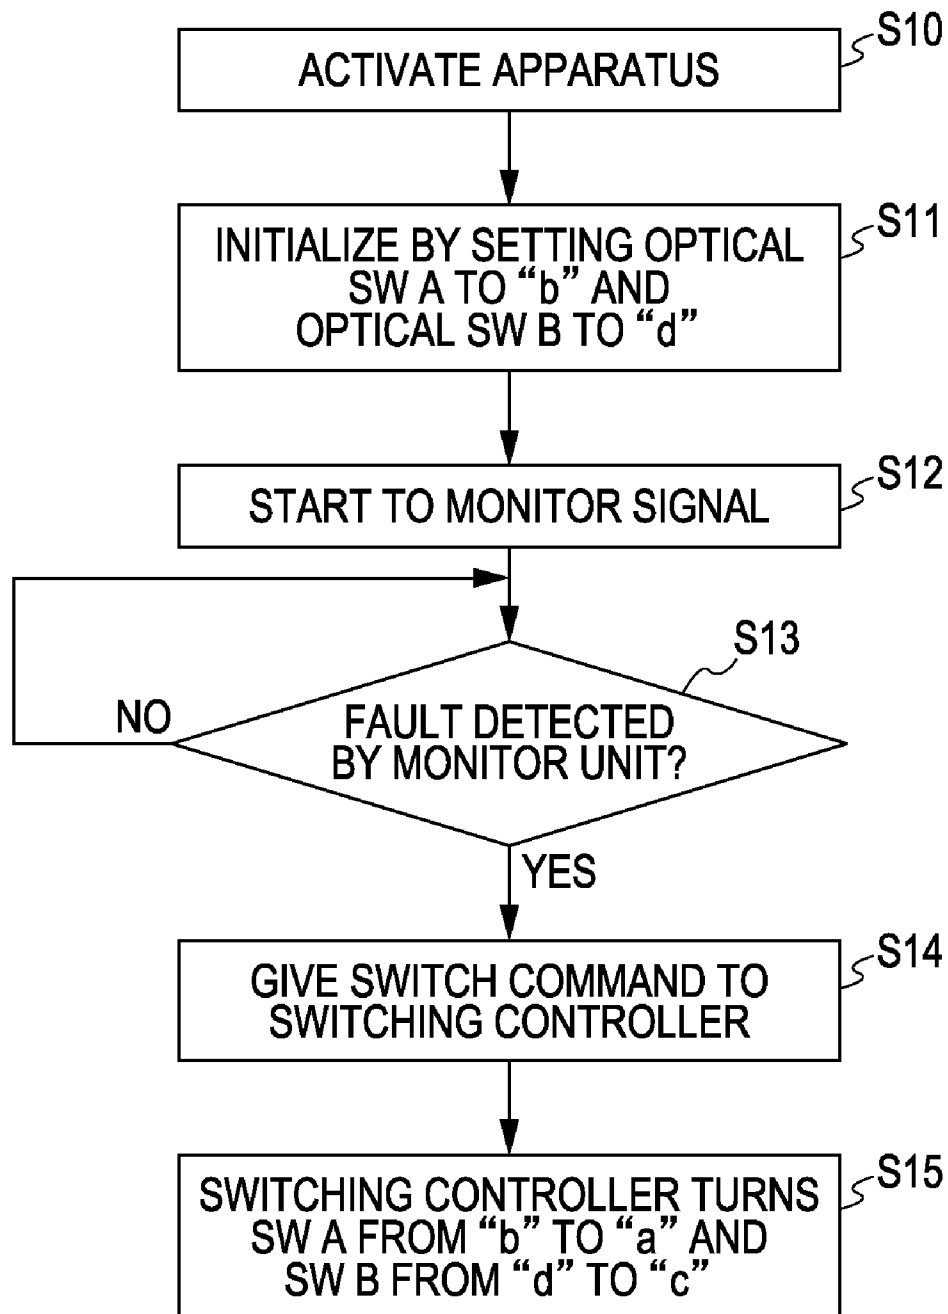 S10
ACTIVATE APPARATUS
S11
INITIALIZE BY SETTING OPTICAL
SW A TO “b” AND
OPTICAL SW B TO “d”
S12
START TO MONITOR SIGNAL
S13
NO
FAULT DETECTED
BY MONITOR UNIT?
YES
S14
GIVE SWITCH COMMAND TO
SWITCHING CONTROLLER
S15
SWITCHING CONTROLLER TURNS
SW A FROM “b” TO “a” AND
SW B FROM “d” TO “c”